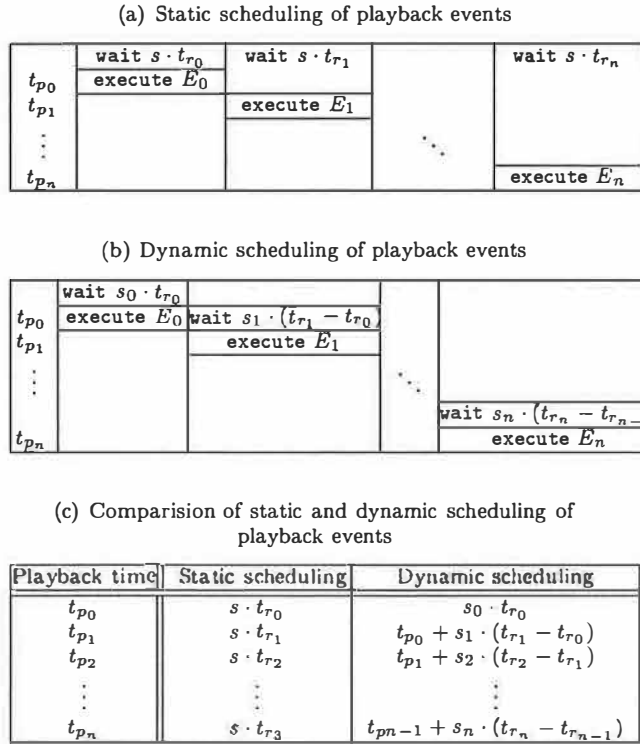 (a) Static scheduling of playback events
wait s · t_{r_0} wait s · t_{r_1} wait s · t_{r_n}
t_{p_0} execute E_0
t_{p_1} execute E_1
⋮ ⋱
t_{p_n} execute E_n
(b) Dynamic scheduling of playback events
wait s_0 · t_{r_0}
t_{p_0} execute E_0 wait s_1 · (t_{r_1} − t_{r_0})
t_{p_1} execute E_1
⋮ ⋱
wait s_n · (t_{r_n} − t_{r_{n−
t_{p_n} execute E_n
(c) Comparision of static and dynamic scheduling of
playback events
Playback time Static scheduling Dynamic scheduling
t_{p_0} s · t_{r_0} s_0 · t_{r_0}
t_{p_1} s · t_{r_1} t_{p_0} + s_1 · (t_{r_1} − t_{r_0})
t_{p_2} s · t_{r_2} t_{p_1} + s_2 · (t_{r_2} − t_{r_1})
⋮ ⋮ ⋮
t_{p_n} s · t_{r_3} t_{pn−1} + s_n · (t_{r_n} − t_{r_{n−1}})